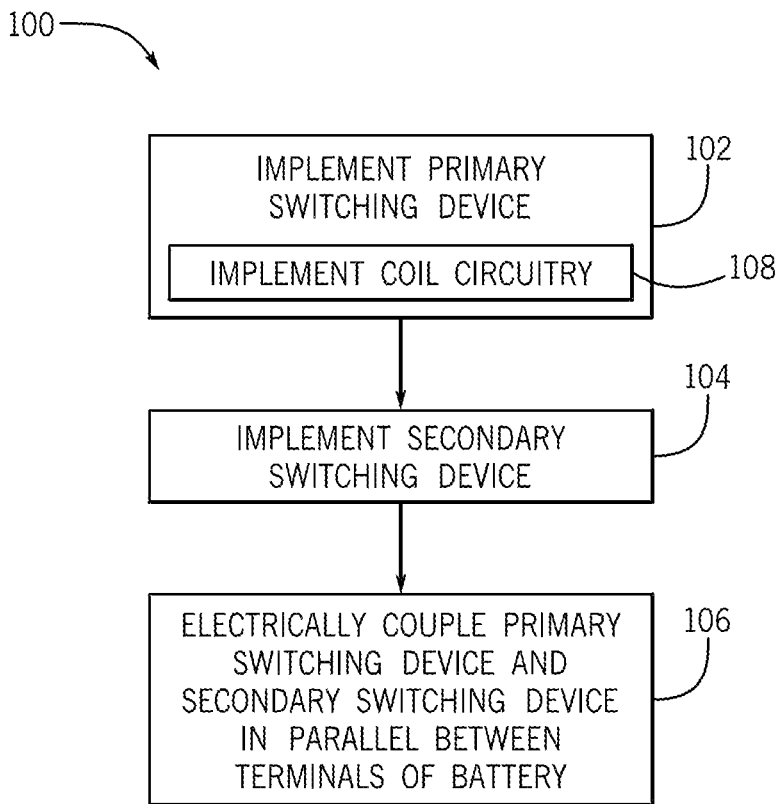 100
IMPLEMENT PRIMARY
SWITCHING DEVICE
102
IMPLEMENT COIL CIRCUITRY
108
IMPLEMENT SECONDARY
SWITCHING DEVICE
104
ELECTRICALLY COUPLE PRIMARY
SWITCHING DEVICE AND
SECONDARY SWITCHING DEVICE
IN PARALLEL BETWEEN
TERMINALS OF BATTERY
106